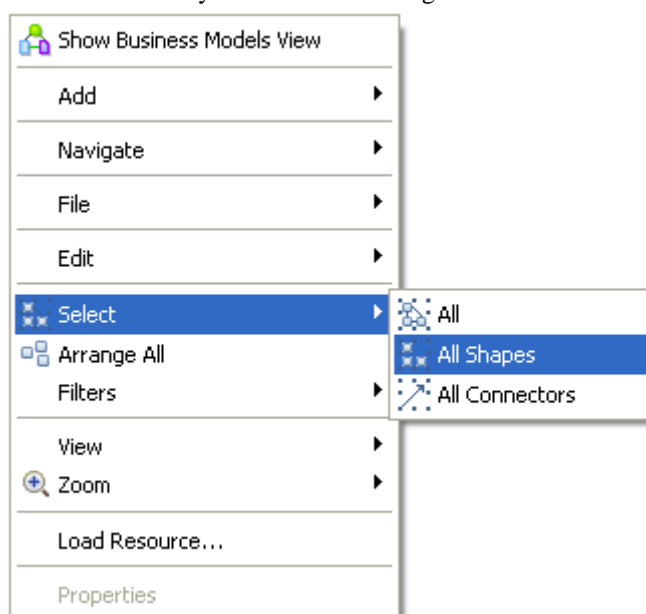 Show Business Models View
Add
Navigate
File
Edit
Select
All
Arrange All
All Shapes
Filters
All Connectors
View
Zoom
Load Resource...
Properties